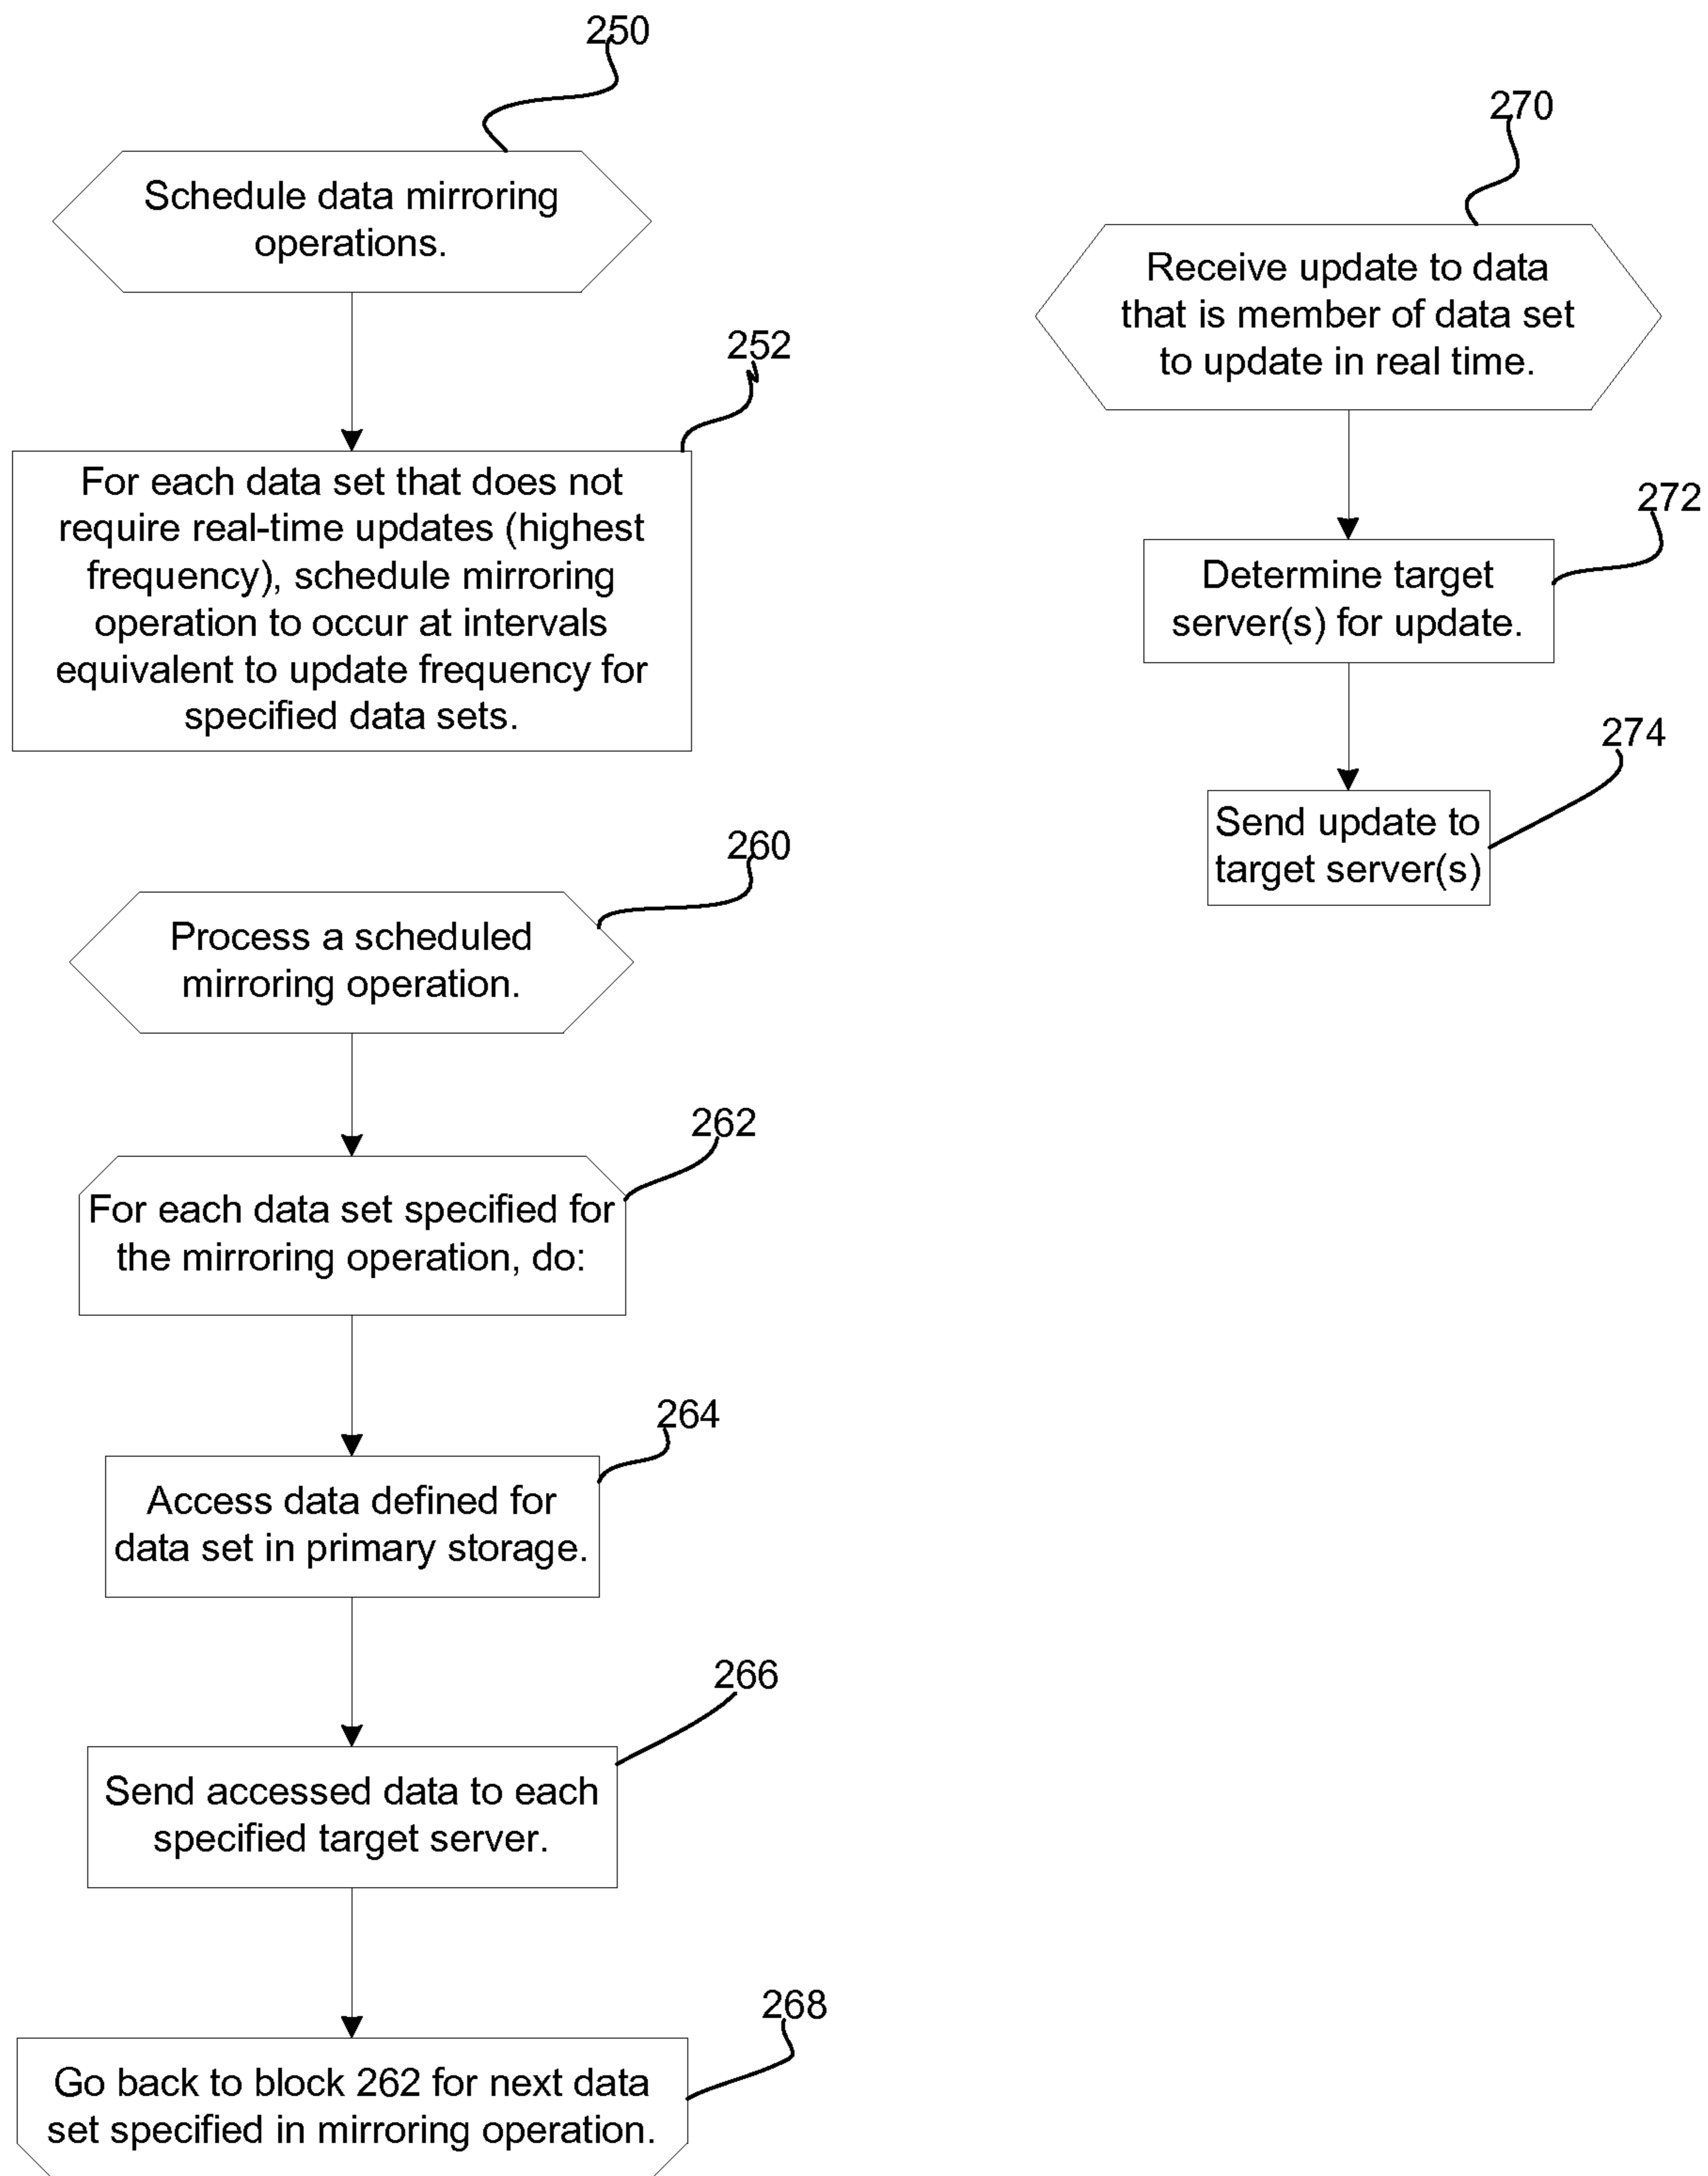 250
Schedule data mirroring
operations.
252
For each data set that does not
require real-time updates (highest
frequency), schedule mirroring
operation to occur at intervals
equivalent to update frequency for
specified data sets.
260
Process a scheduled
mirroring operation.
262
For each data set specified for
the mirroring operation, do:
264
Access data defined for
data set in primary storage.
266
Send accessed data to each
specified target server.
268
Go back to block 262 for next data
set specified in mirroring operation.
270
Receive update to data
that is member of data set
to update in real time.
272
Determine target
server(s) for update.
274
Send update to
target server(s)